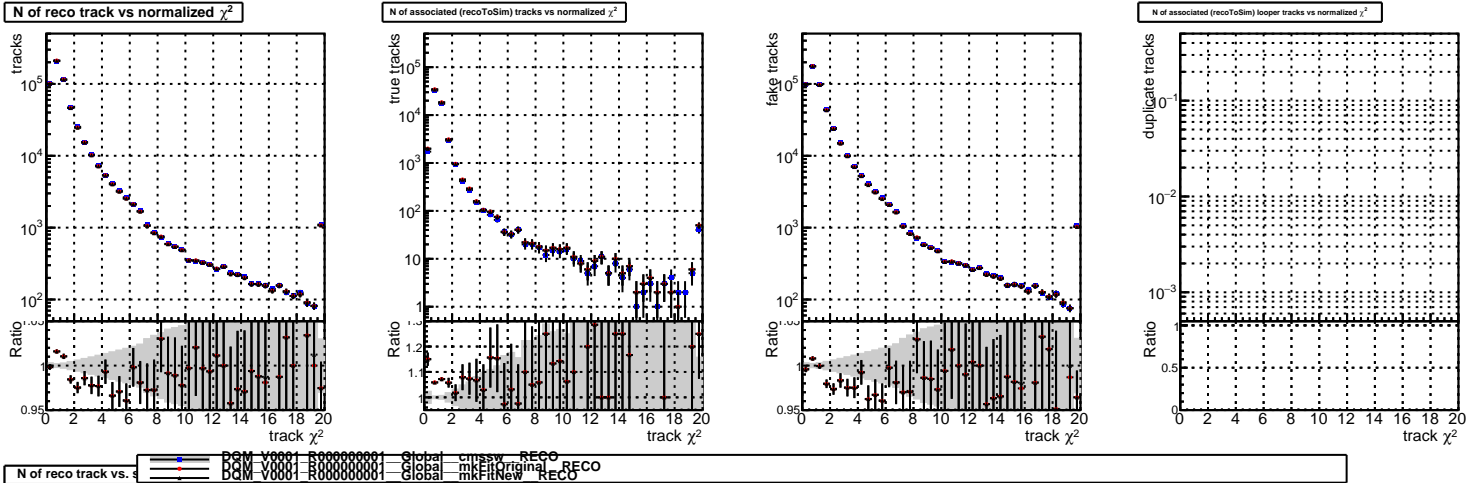 N of reco track vs normalized χ²
N of associated (recoToSim) tracks vs normalized χ²
N of associated (recoToSim) looper tracks vs normalized χ²
tracks
10⁵
10⁴
10³
10²
Ratio
1
0.95
0 2 4 6 8 10 12 14 16 18 20
track χ²
true tracks
10⁵
10⁴
10³
10²
10
1
Ratio
1.3
1.2
1.1
1
0 2 4 6 8 10 12 14 16 18 20
track χ²
fake tracks
10⁵
10⁴
10³
10²
Ratio
1
0.95
0 2 4 6 8 10 12 14 16 18 20
track χ²
duplicate tracks
10⁻¹
10⁻²
10⁻³
Ratio
1
0.5
0
0 2 4 6 8 10 12 14 16 18 20
track χ²
DQM_V0001_R000000001__Global__cmssw__RECO
DQM_V0001_R000000001__Global__mkFitOriginal__RECO
DQM_V0001_R000000001__Global__mkFitNew__RECO
N of reco track vs. s